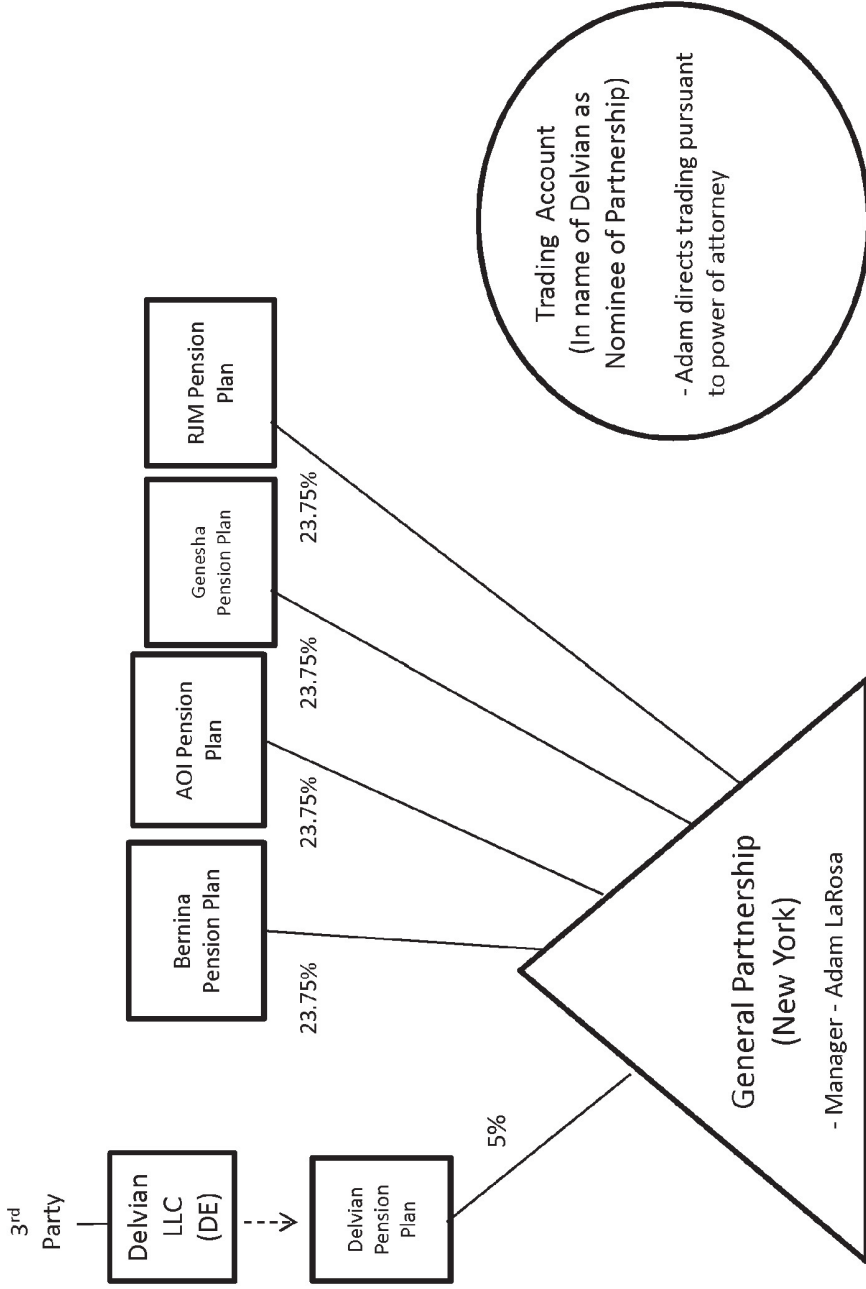 3rd
Party
Delvian
LLC
(DE)
Delvian
Pension
Plan
5%
Bernina
Pension Plan
23.75%
AOI Pension
Plan
23.75%
Genesha
Pension Plan
23.75%
RJM Pension
Plan
23.75%
General Partnership
(New York)
- Manager - Adam LaRosa
Trading Account
(In name of Delvian as
Nominee of Partnership)
- Adam directs trading pursuant
to power of attorney